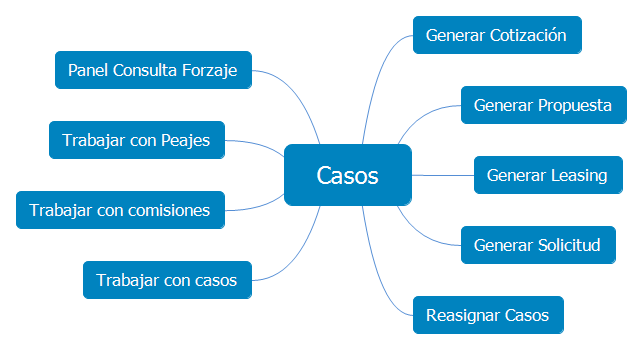 Generar Cotización
Panel Consulta Forzaje
Generar Propuesta
Trabajar con Peajes
Casos
Generar Leasing
Trabajar con comisiones
Generar Solicitud
Trabajar con casos
Reasignar Casos